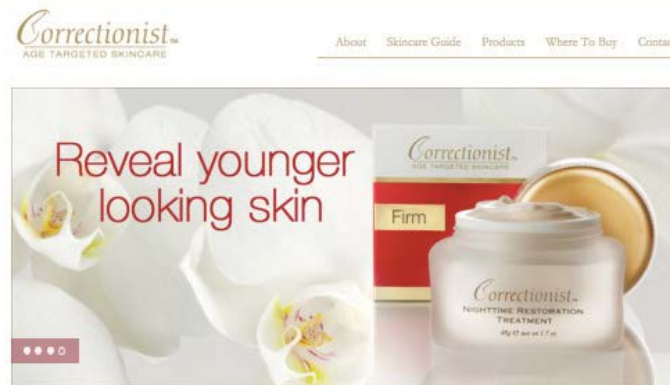 Correctionist™
AGE TARGETED SKINCARE
About Skincare Guide Products Where To Buy
Reveal younger
looking skin
Correctionist™
AGE TARGETED SKINCARE
Firm
Correctionist™
NIGHTTIME RESTORATION
TREATMENT